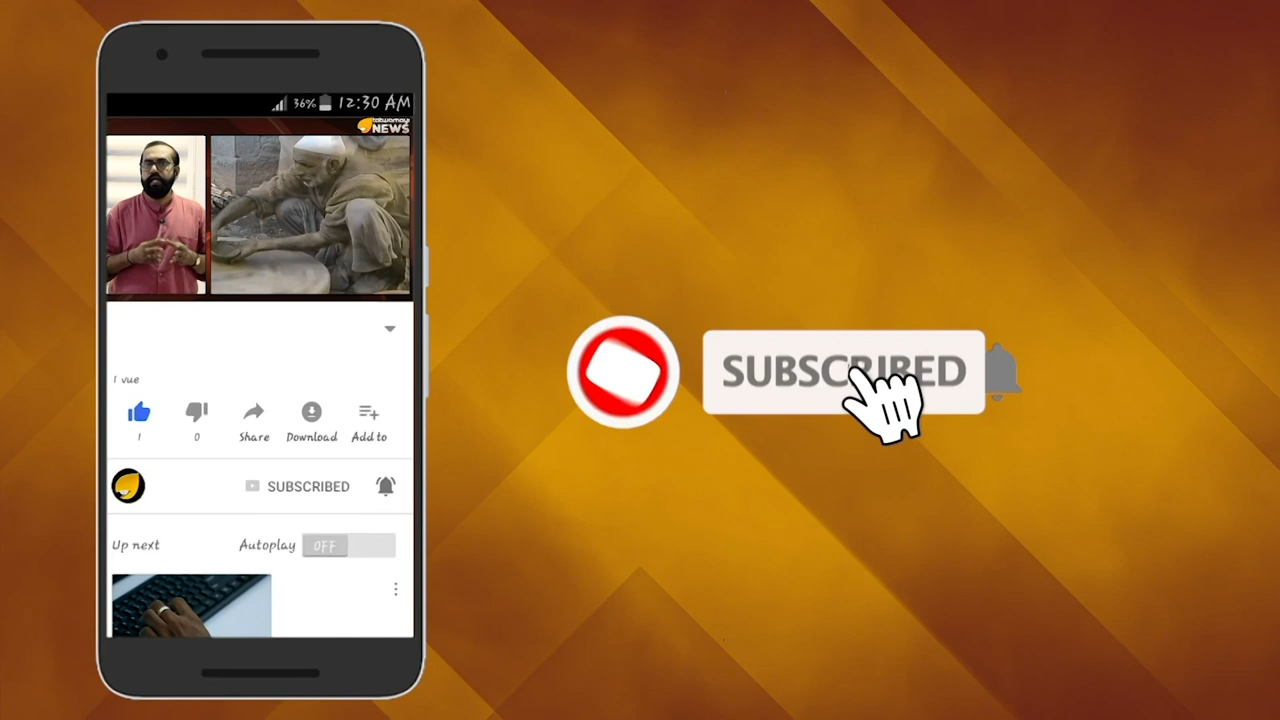 36% 12:30 AM
tatwamayi
NEWS
1 vue
1
0
Share
Download
Add to
SUBSCRIBED
Up next
Autoplay
OFF
SUBSCRIBED